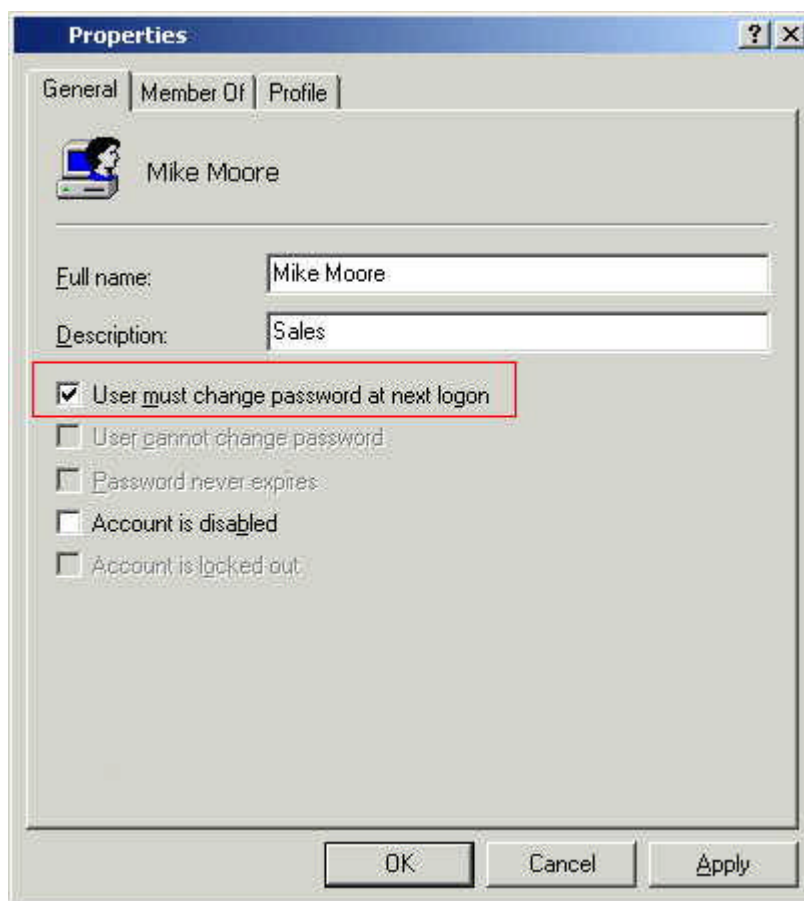 Properties
General Member Of Profile
Mike Moore
Full name: Mike Moore
Description: Sales
User must change password at next logon
User cannot change password
Password never expires
Account is disabled
Account is locked out
OK Cancel Apply